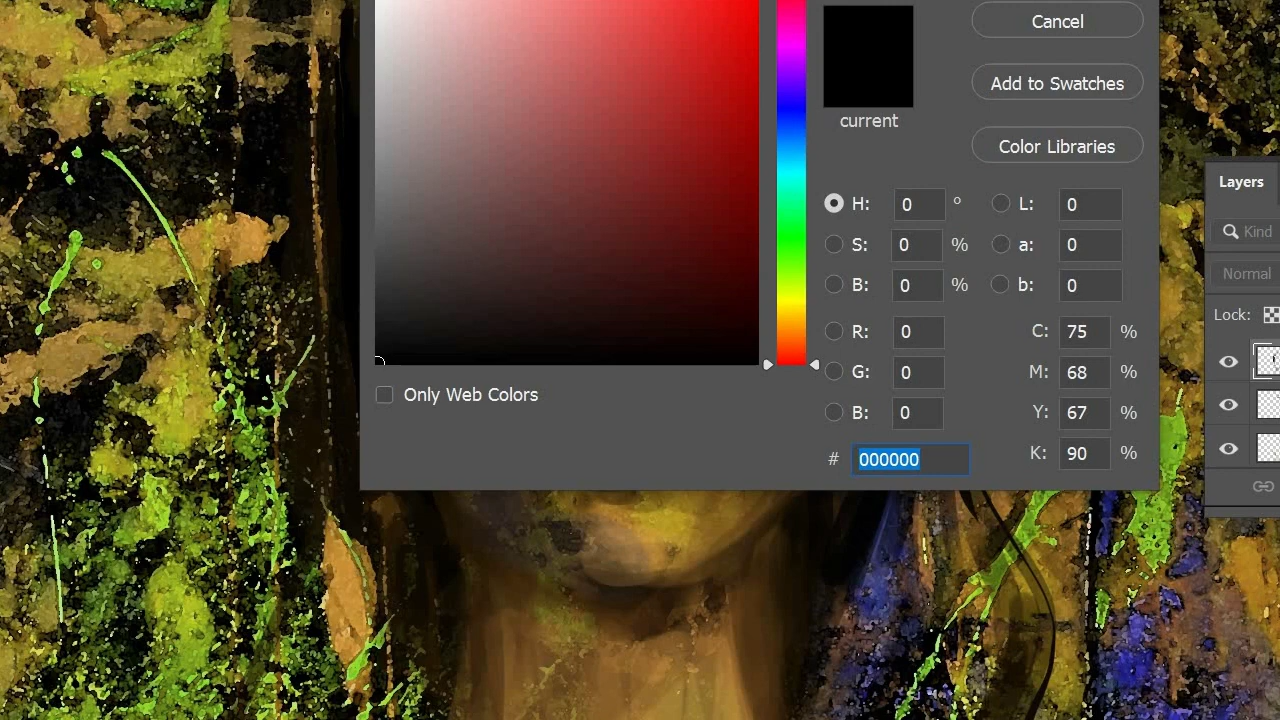 Cancel
Add to Swatches
current
Color Libraries
Layers
H: 0 °
L: 0
Kind
S: 0 %
a: 0
Normal
B: 0 %
b: 0
Lock:
R: 0
C: 75 %
G: 0
M: 68 %
Only Web Colors
B: 0
Y: 67 %
# 000000
K: 90 %